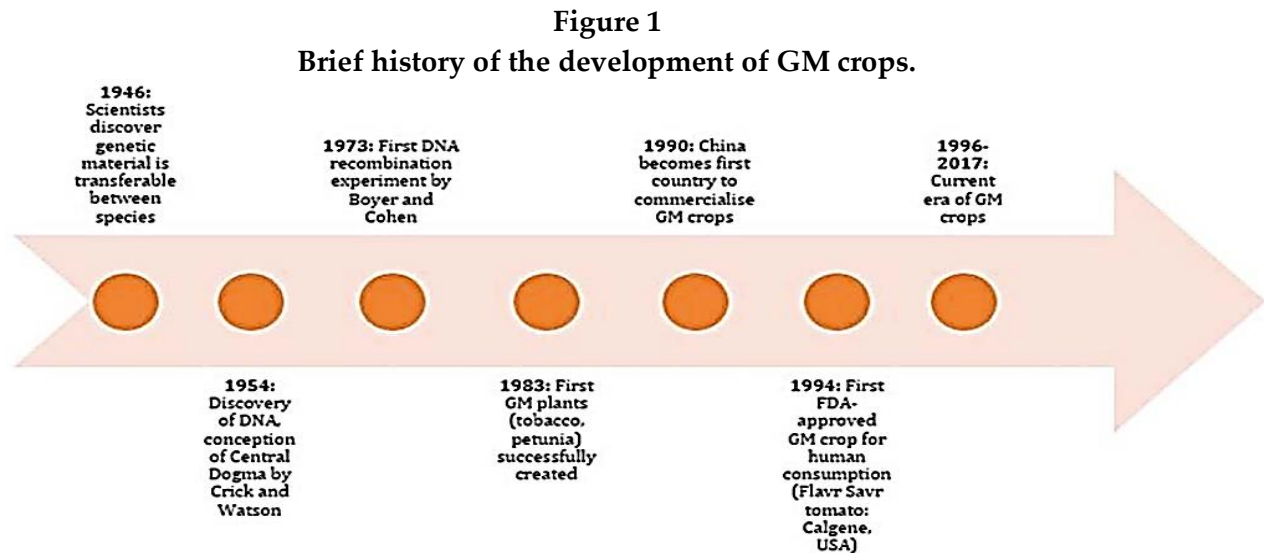 Figure 1
Brief history of the development of GM crops.
1946:
Scientists
discover
genetic
material is
transferable
between
species
1954:
Discovery
of DNA,
conception
of Central
Dogma by
Crick and
Watson
1973: First DNA
recombination
experiment by
Boyer and
Cohen
1983: First
GM plants
(tobacco,
petunia)
successfully
created
1990: China
becomes first
country to
commercialise
GM crops
1994: First
FDA-
approved
GM crop for
human
consumption
(Flavr Savr
tomato:
Calgene,
USA)
1996-
2017:
Current
era of GM
crops